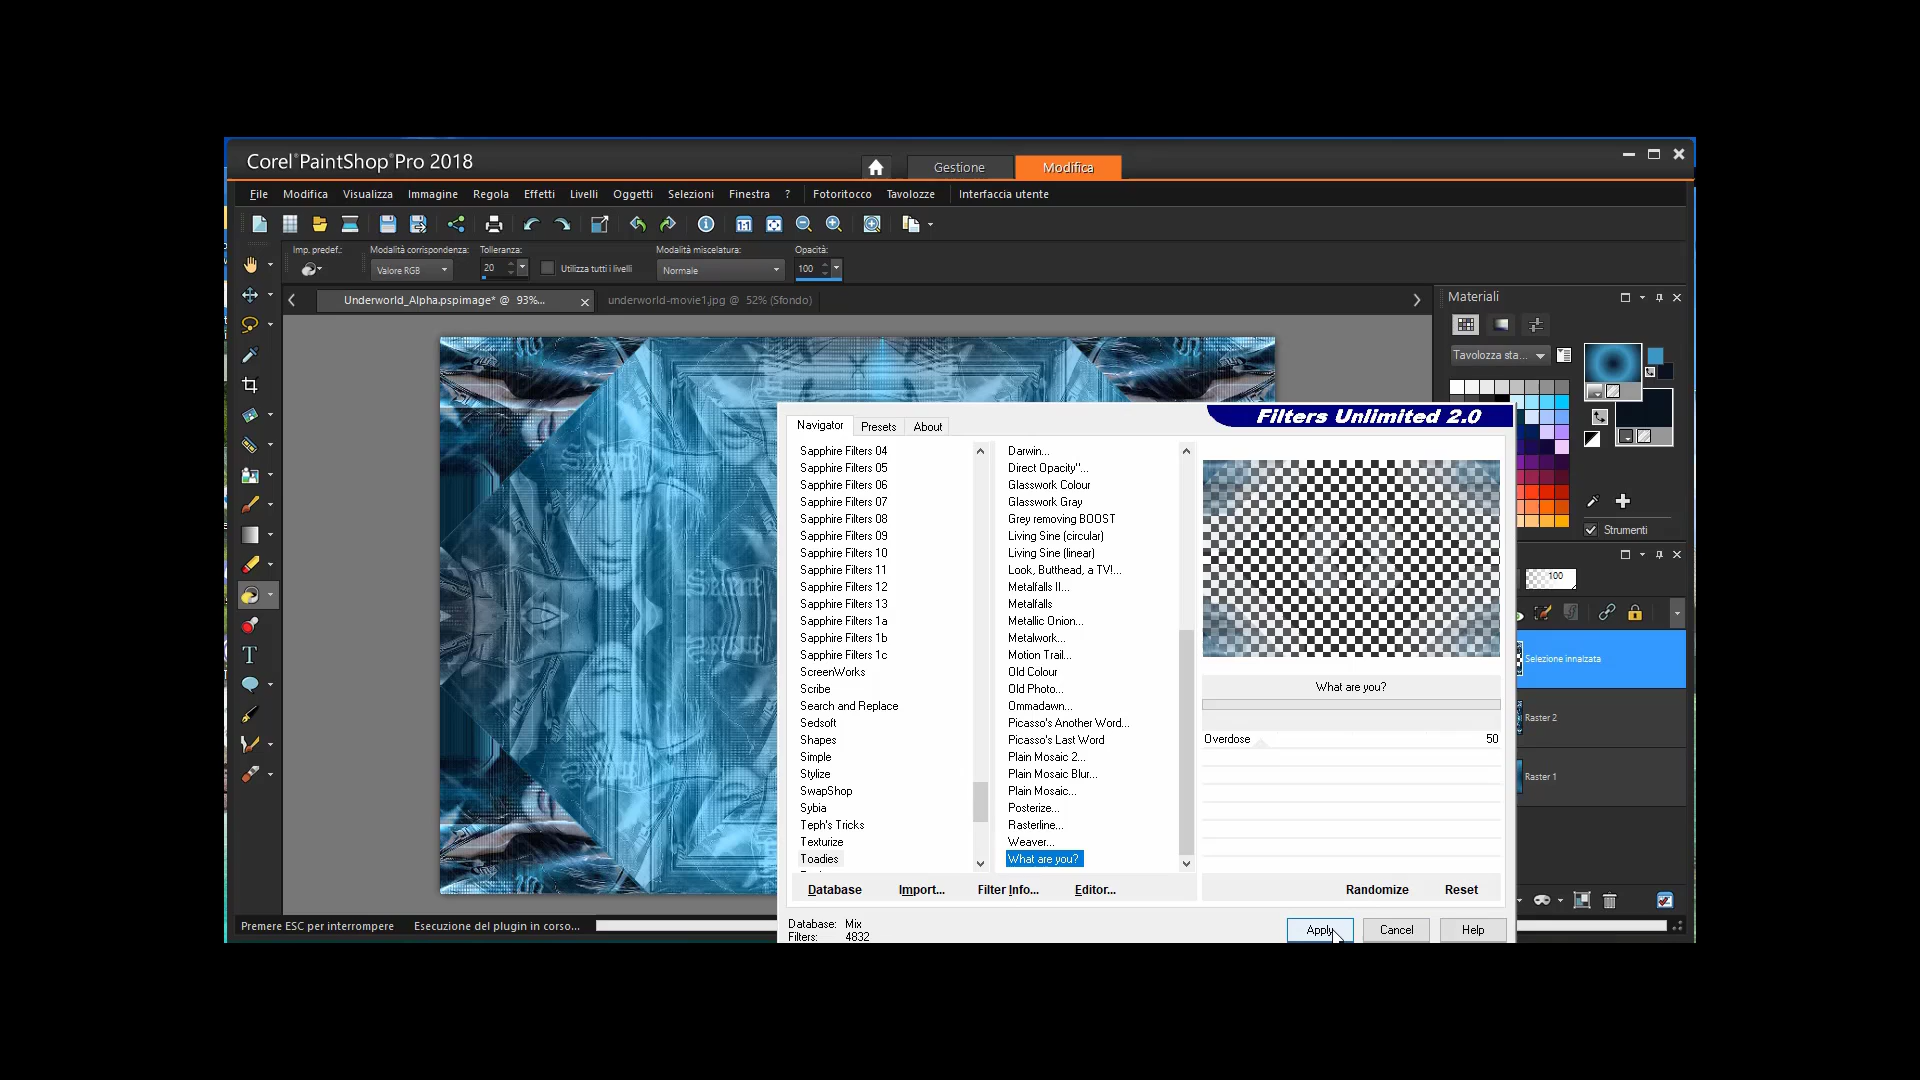 Corel PaintShop Pro 2018
Gestione
Modifica
File Modifica Visualizza Immagine Regola Effetti Livelli Oggetti Selezioni Finestra ? Fotoritocco Tavolozze Interfaccia utente
Imp. predef.:
Modalità corrispondenza:
Tolleranza:
Modalità miscelatura:
Opacità:
Valore RGB
20
Utilizza tutti i livelli
Normale
100
Underworld_Alpha.pspimage* @ 93%...
underworld-movie1.jpg @ 52% (Sfondo)
Materiali
Tavolozza sta...
Strumenti
100
Selezione innalzata
Raster 2
Raster 1
Filters Unlimited 2.0
Navigator
Presets
About
Sapphire Filters 04
Sapphire Filters 05
Sapphire Filters 06
Sapphire Filters 07
Sapphire Filters 08
Sapphire Filters 09
Sapphire Filters 10
Sapphire Filters 11
Sapphire Filters 12
Sapphire Filters 13
Sapphire Filters 1a
Sapphire Filters 1b
Sapphire Filters 1c
ScreenWorks
Scribe
Search and Replace
Sedsoft
Shapes
Simple
Stylize
SwapShop
Sybia
Teph's Tricks
Texturize
Toadies
Darwin...
Direct Opacity''...
Glasswork Colour
Glasswork Gray
Grey removing BOOST
Living Sine (circular)
Living Sine (linear)
Look, Butthead, a TV!...
Metalfalls II...
Metalfalls
Metallic Onion...
Metalwork...
Motion Trail...
Old Colour
Old Photo...
Ommadawn...
Picasso's Another Word...
Picasso's Last Word
Plain Mosaic 2...
Plain Mosaic Blur...
Plain Mosaic...
Posterize...
Rasterline...
Weaver...
What are you?
What are you?
Overdose 50
Database
Import...
Filter Info...
Editor...
Randomize
Reset
Database: Mix
Filters: 4832
Apply
Cancel
Help
Premere ESC per interrompere
Esecuzione del plugin in corso...